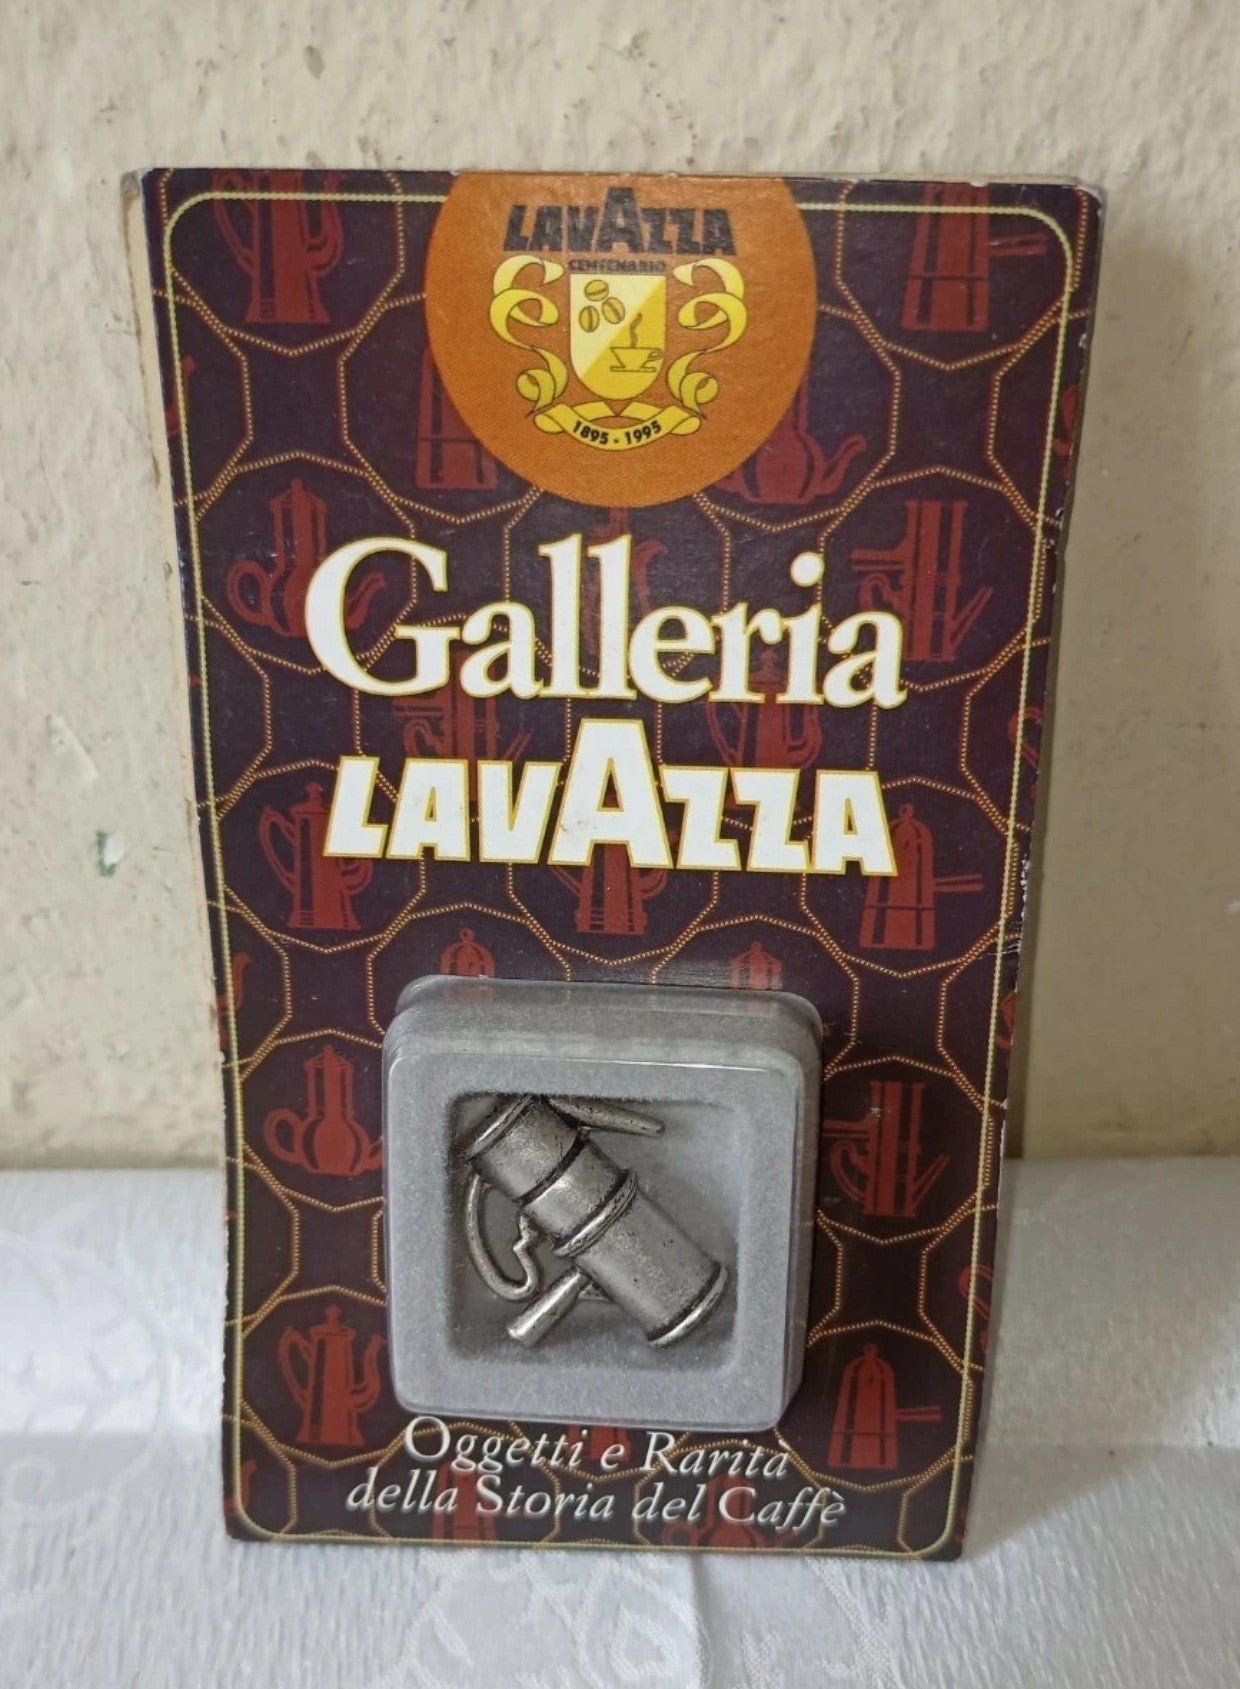 LAVAZZA
CENTENARIO
1895 - 1995
Galleria
LAVAZZA
Oggetti e Rarità
della Storia del Caffè